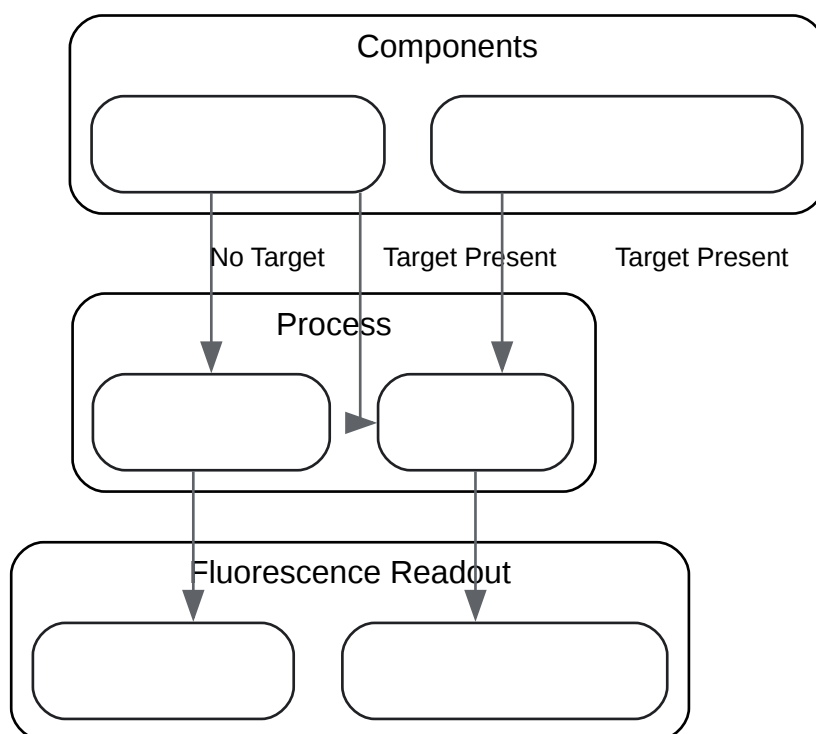 Components
No Target
Target Present
Target Present
Process
Fluorescence Readout